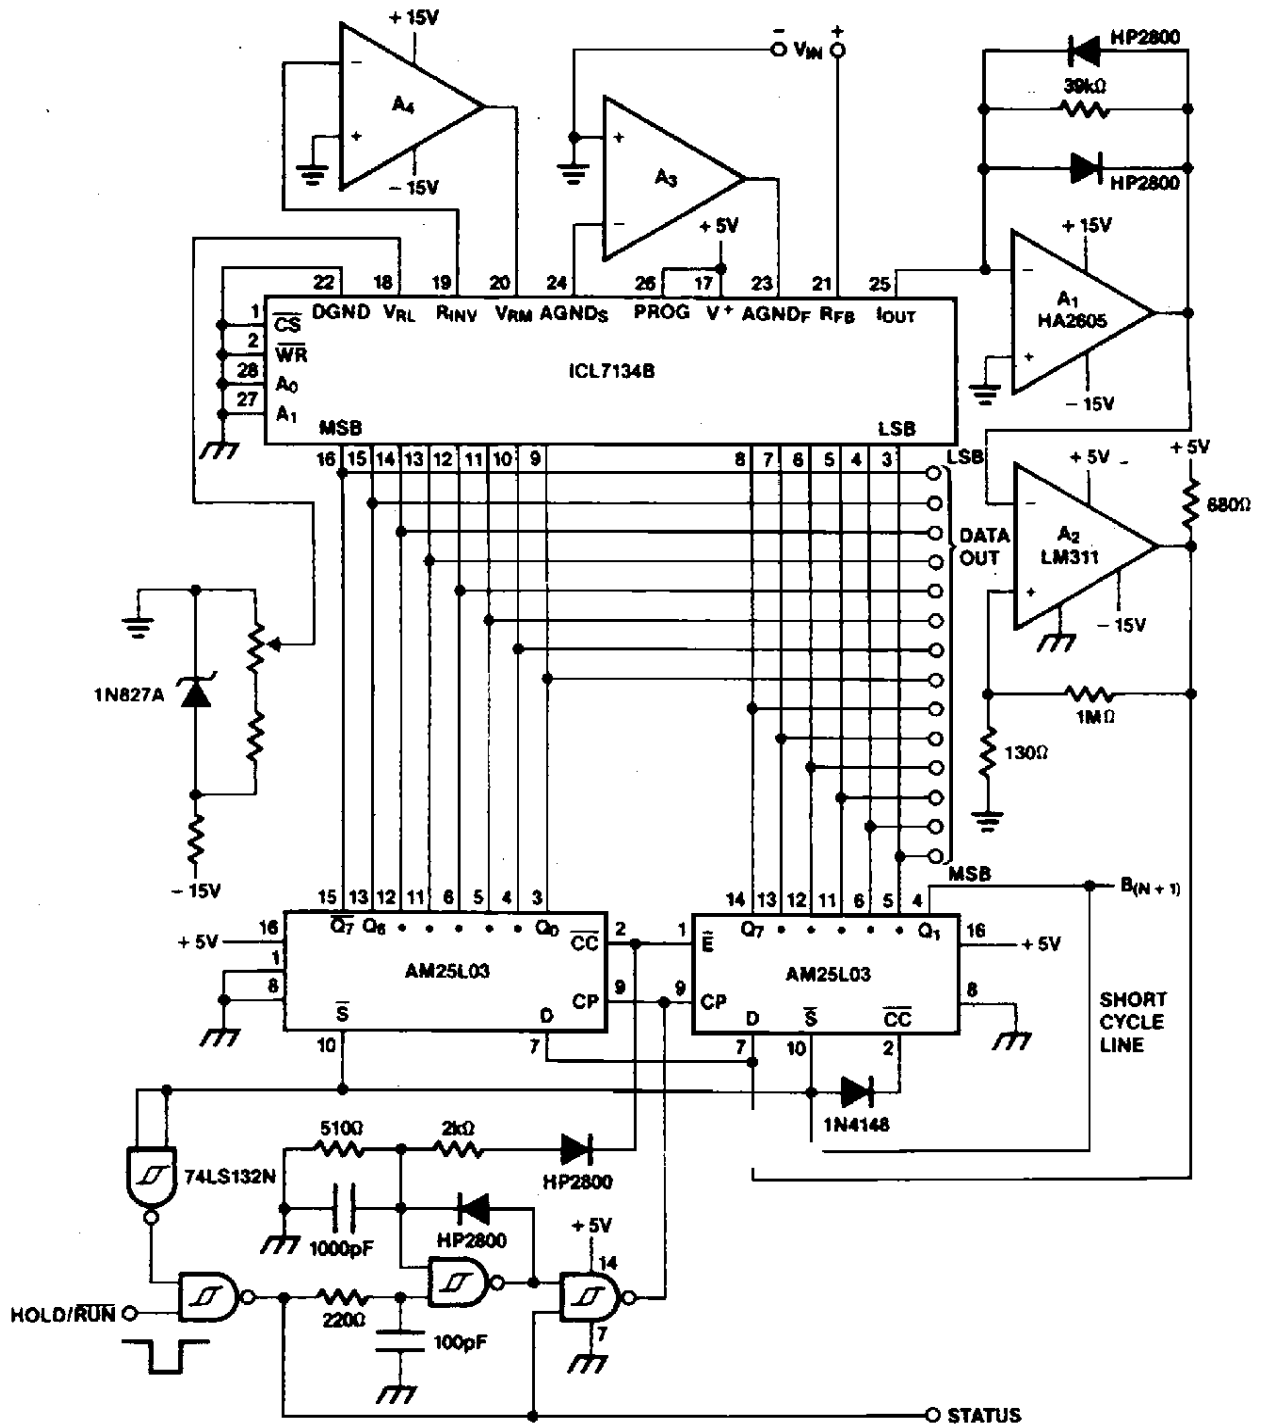 + 15V
−
A4
+
− 15V
− VIN +
+
A3
−
+ 5V
HP2800
39kΩ
HP2800
+ 15V
−
A1
HA2605
+
− 15V
22 18 19 20 24 26 17 23 21 25
DGND VRL RINV VRM AGNDS PROG V+ AGNDF RFB IOUT
1 CS
2 WR
28 A0
27 A1
ICL7134B
MSB LSB
16 15 14 13 12 11 10 9 8 7 6 5 4 3
LSB
DATA
OUT
MSB
+ 5V
680Ω
+ 5V
−
A2
LM311
+
− 15V
1MΩ
130Ω
1N827A
− 15V
15 13 12 11 6 5 4 3
Q7 Q6 • • • • • Q0
+ 5V 16
1
8
AM25L03
CC 2
CP 9
S D
10 7
14 13 12 11 6 5 4
Q7 • • • • • Q1
B(N + 1)
1 E
9 CP
AM25L03
16 + 5V
8
D S CC
7 10 2
SHORT
CYCLE
LINE
1N4148
510Ω
2kΩ
HP2800
74LS132N
1000pF
HP2800
+ 5V
14
7
HOLD/RUN
220Ω
100pF
STATUS